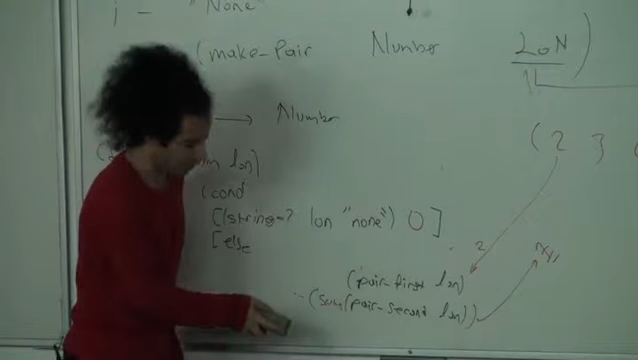 "None"
(make-Pair Number LoN)
→ Number
lon)
(cond
[(string=? lon "none") 0]
[else
(pair-first lon)
(sum(pair-second lon))
(2 3
2